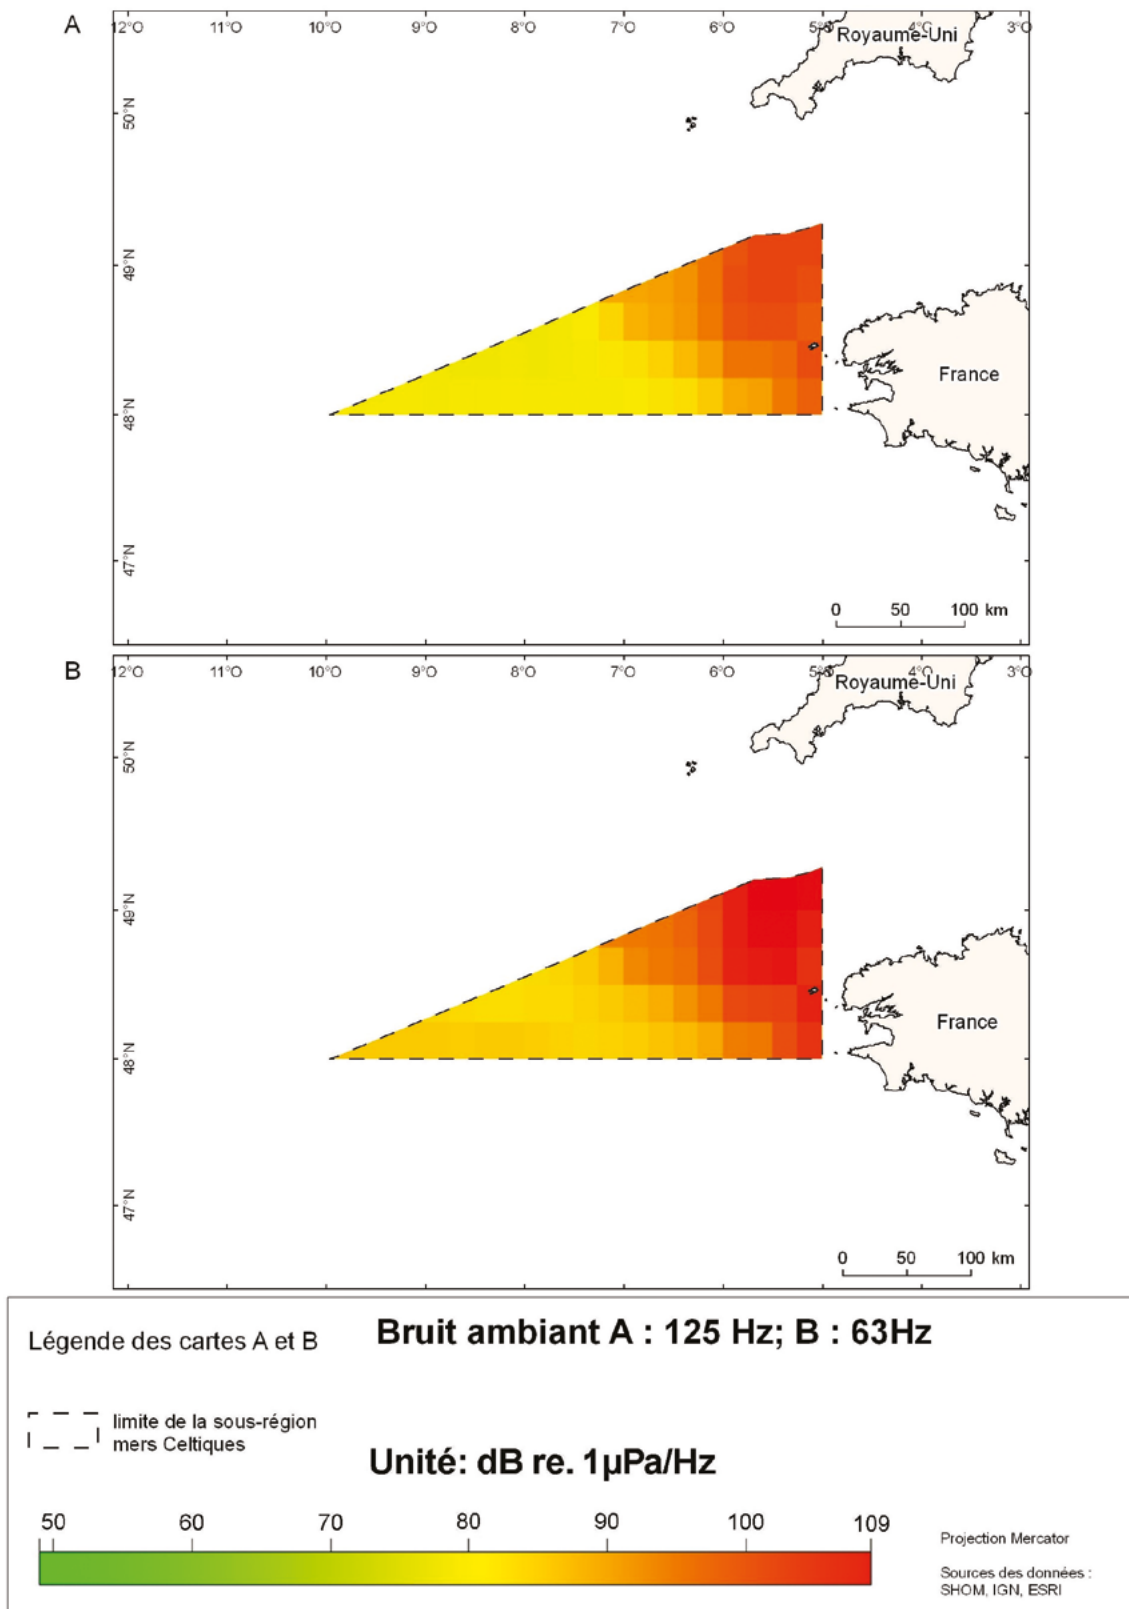 A
12°O 11°O 10°O 9°O 8°O 7°O 6°O 5°O 4°O 3°O
Royaume-Uni
50°N
49°N
48°N
France
47°N
0 50 100 km
B
12°O 11°O 10°O 9°O 8°O 7°O 6°O 5°O 4°O 3°O
Royaume-Uni
50°N
49°N
48°N
France
47°N
0 50 100 km
Légende des cartes A et B
Bruit ambiant A : 125 Hz; B : 63Hz
limite de la sous-région
mers Celtiques
Unité: dB re. 1µPa/Hz
50 60 70 80 90 100 109
Projection Mercator
Sources des données :
SHOM, IGN, ESRI